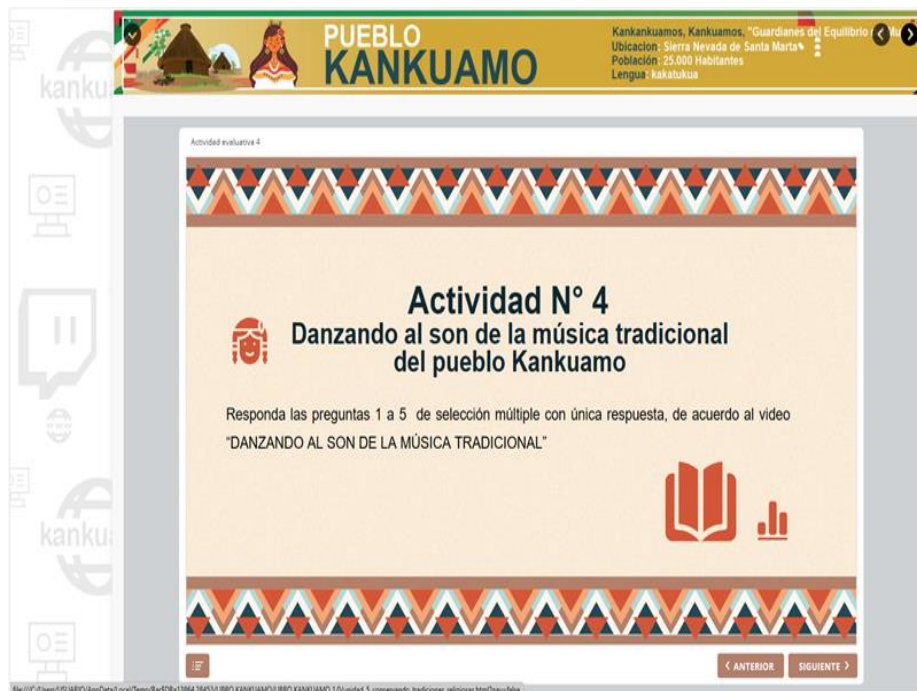 PUEBLO
KANKUAMO
Kankankuamos, Kankuamos, "Guardianes del Equilibrio
Ubicacion: Sierra Nevada de Santa Marta
Población: 25.000 Habitantes
Lengua: kakatukua
kanku
Actividad evaluativa 4
Actividad N° 4
Danzando al son de la música tradicional
del pueblo Kankuamo
Responda las preguntas 1 a 5 de selección múltiple con única respuesta, de acuerdo al video
"DANZANDO AL SON DE LA MÚSICA TRADICIONAL"
kankua
ANTERIOR
SIGUIENTE